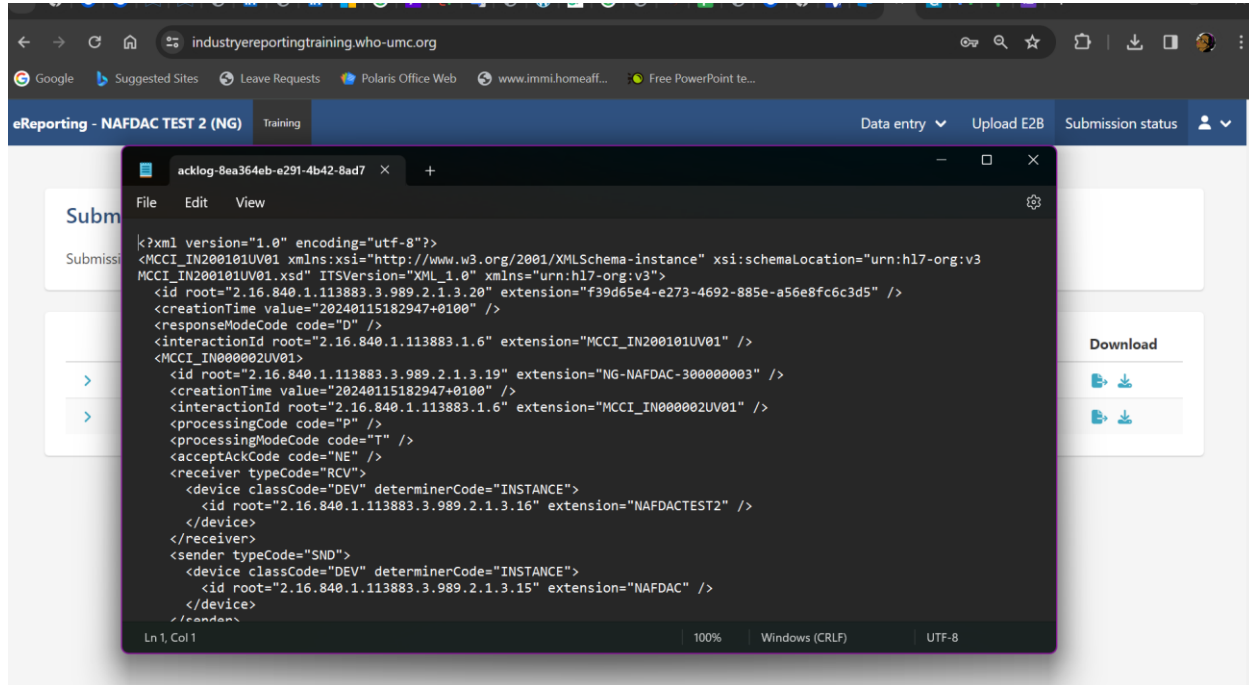 industryereportingtraining.who-umc.org
Google Suggested Sites Leave Requests Polaris Office Web www.immi.homeaff... Free PowerPoint te...
eReporting - NAFDAC TEST 2 (NG) Training Data entry Upload E2B Submission status
acklog-8ea364eb-e291-4b42-8ad7
File Edit View
Subm
Submissi
Download
<?xml version="1.0" encoding="utf-8"?>
<MCCI_IN200101UV01 xmlns:xsi="http://www.w3.org/2001/XMLSchema-instance" xsi:schemaLocation="urn:hl7-org:v3
MCCI_IN200101UV01.xsd" ITSVersion="XML_1.0" xmlns="urn:hl7-org:v3">
<id root="2.16.840.1.113883.3.989.2.1.3.20" extension="f39d65e4-e273-4692-885e-a56e8fc6c3d5" />
<creationTime value="20240115182947+0100" />
<responseModeCode code="D" />
<interactionId root="2.16.840.1.113883.1.6" extension="MCCI_IN200101UV01" />
<MCCI_IN000002UV01>
<id root="2.16.840.1.113883.3.989.2.1.3.19" extension="NG-NAFDAC-300000003" />
<creationTime value="20240115182947+0100" />
<interactionId root="2.16.840.1.113883.1.6" extension="MCCI_IN000002UV01" />
<processingCode code="P" />
<processingModeCode code="T" />
<acceptAckCode code="NE" />
<receiver typeCode="RCV">
<device classCode="DEV" determinerCode="INSTANCE">
<id root="2.16.840.1.113883.3.989.2.1.3.16" extension="NAFDACTEST2" />
</device>
</receiver>
<sender typeCode="SND">
<device classCode="DEV" determinerCode="INSTANCE">
<id root="2.16.840.1.113883.3.989.2.1.3.15" extension="NAFDAC" />
</device>
</sender>
Ln 1, Col 1 100% Windows (CRLF) UTF-8